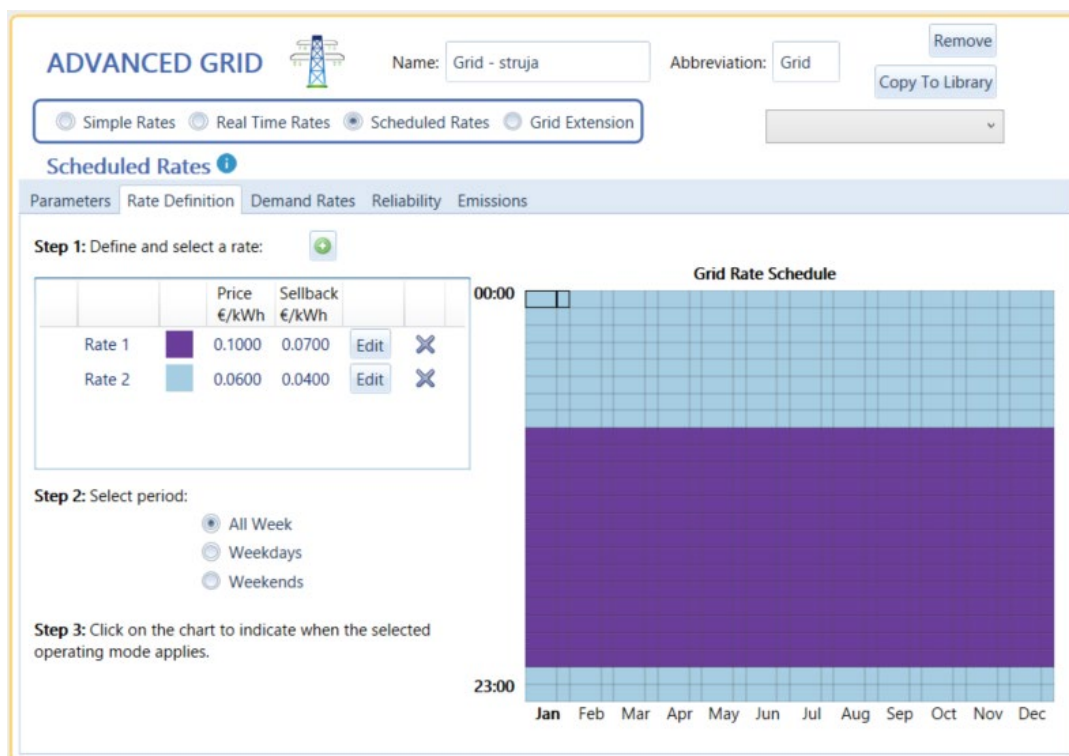 ADVANCED GRID
Name: Grid - struja
Abbreviation: Grid
Remove
Copy To Library
Simple Rates Real Time Rates Scheduled Rates Grid Extension
Scheduled Rates i
Parameters Rate Definition Demand Rates Reliability Emissions
Step 1: Define and select a rate:
Price Sellback
€/kWh €/kWh
Rate 1 0.1000 0.0700 Edit
Rate 2 0.0600 0.0400 Edit
Step 2: Select period:
All Week
Weekdays
Weekends
Step 3: Click on the chart to indicate when the selected
operating mode applies.
Grid Rate Schedule
00:00
23:00
Jan Feb Mar Apr May Jun Jul Aug Sep Oct Nov Dec